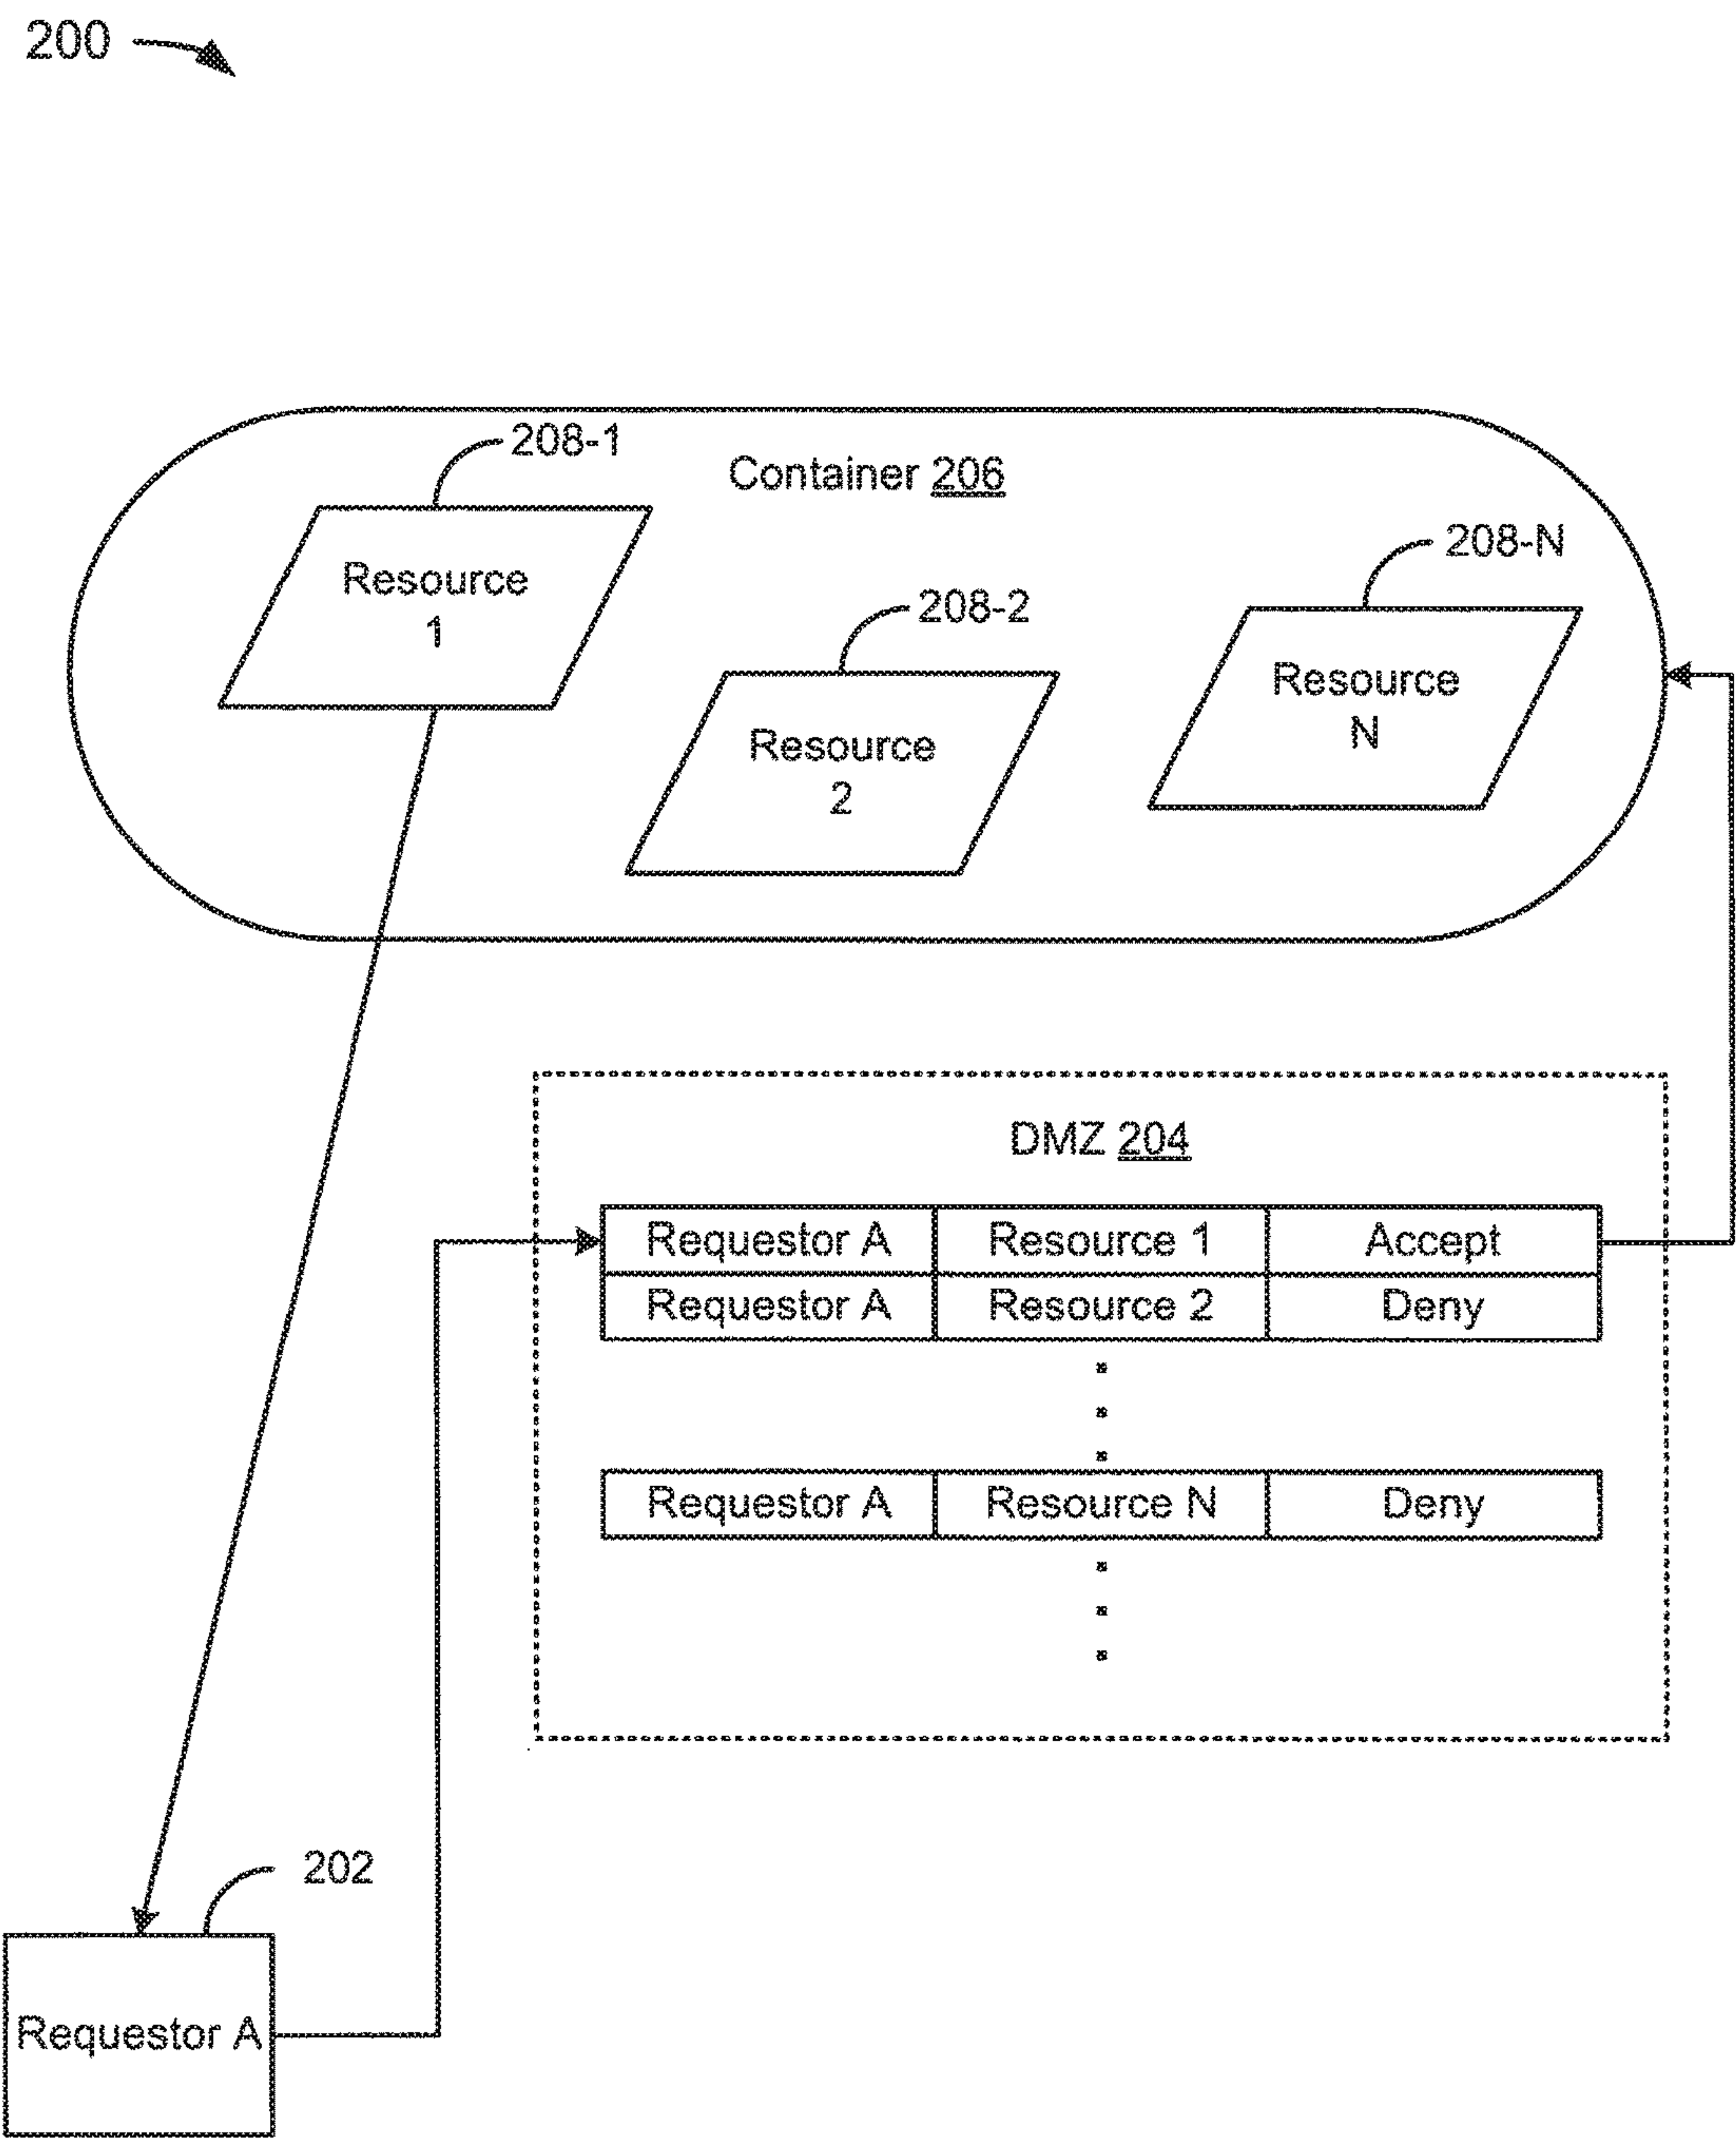 200
208-1
Container 206
208-N
Resource
1
208-2
Resource
N
Resource
2
DMZ 204
Requestor A Resource 1 Accept
Requestor A Resource 2 Deny
Requestor A Resource N Deny
202
Requestor A